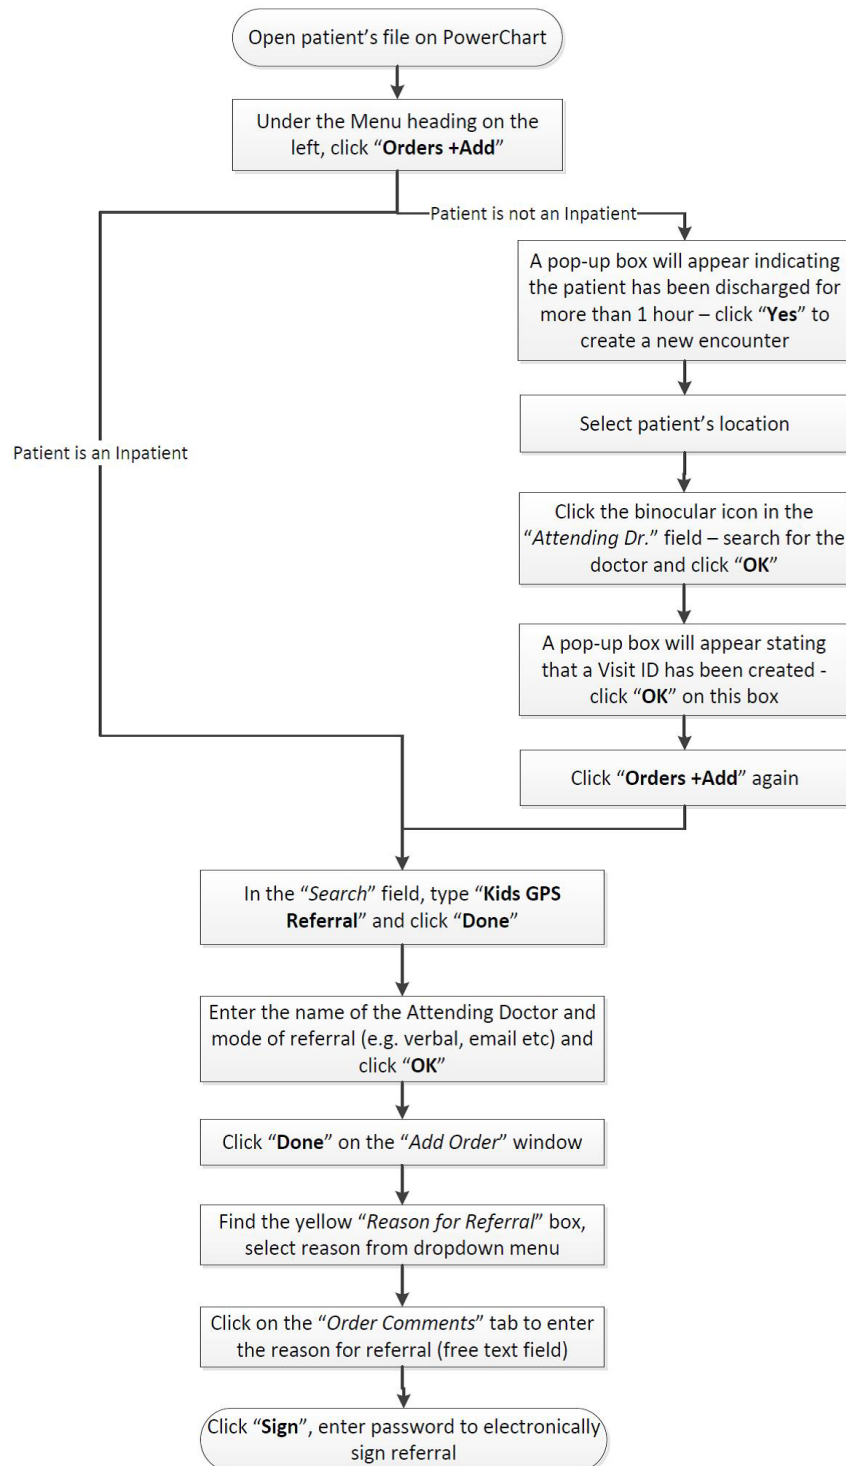 Open patient’s file on PowerChart
Under the Menu heading on the
left, click “Orders +Add”
Patient is not an Inpatient
A pop-up box will appear indicating
the patient has been discharged for
more than 1 hour – click “Yes” to
create a new encounter
Select patient’s location
Patient is an Inpatient
Click the binocular icon in the
“Attending Dr.” field – search for the
doctor and click “OK”
A pop-up box will appear stating
that a Visit ID has been created -
click “OK” on this box
Click “Orders +Add” again
In the “Search” field, type “Kids GPS
Referral” and click “Done”
Enter the name of the Attending Doctor and
mode of referral (e.g. verbal, email etc) and
click “OK”
Click “Done” on the “Add Order” window
Find the yellow “Reason for Referral” box,
select reason from dropdown menu
Click on the “Order Comments” tab to enter
the reason for referral (free text field)
Click “Sign”, enter password to electronically
sign referral